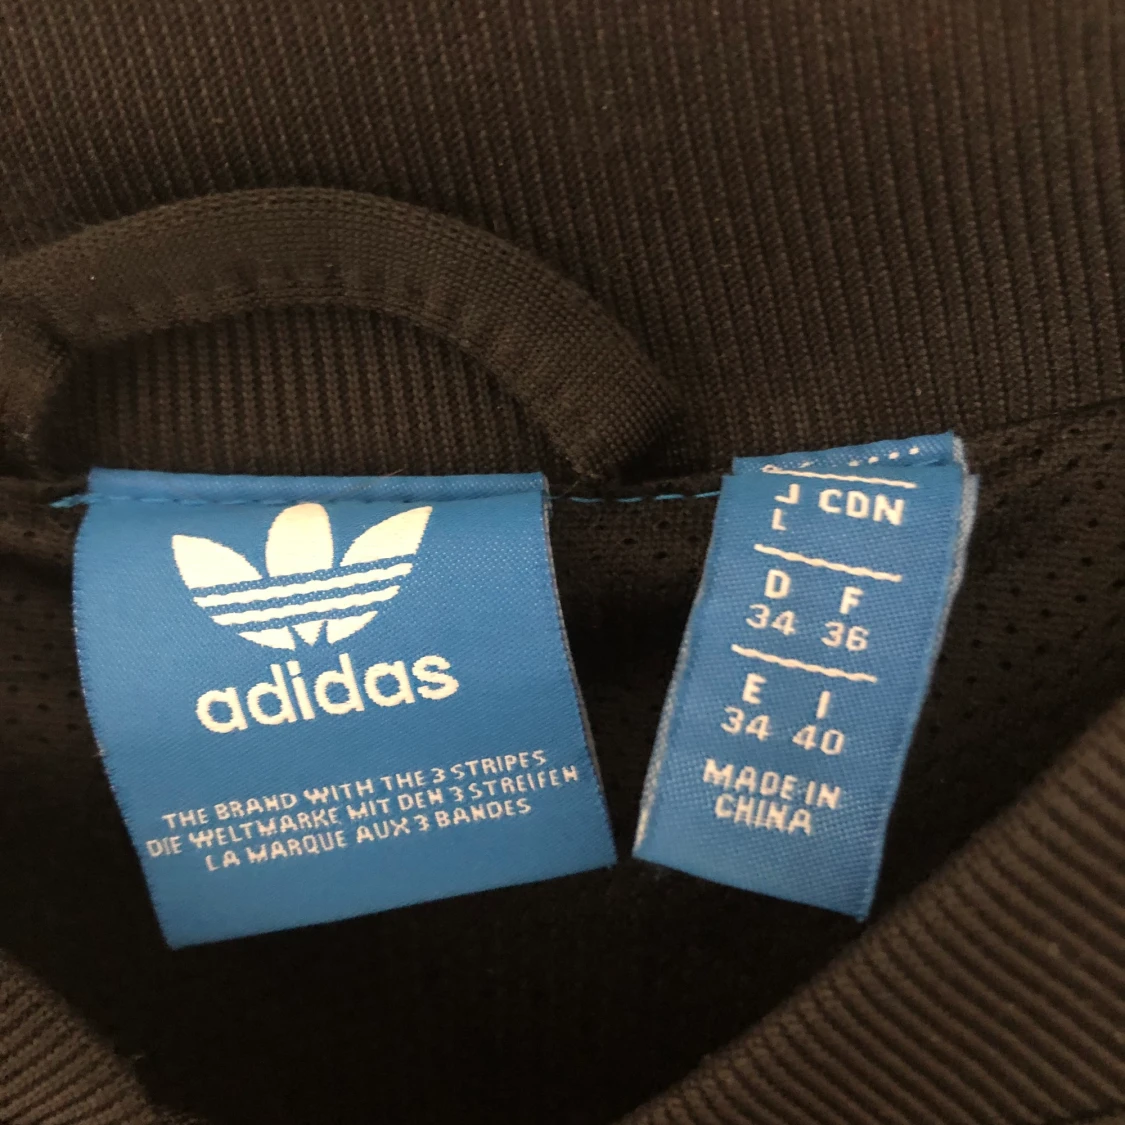 adidas
THE BRAND WITH THE 3 STRIPES
DIE WELTMARKE MIT DEN 3 STREIFEN
LA MARQUE AUX 3 BANDES
J CDN
L
D F
34 36
E I
34 40
MADE IN
CHINA